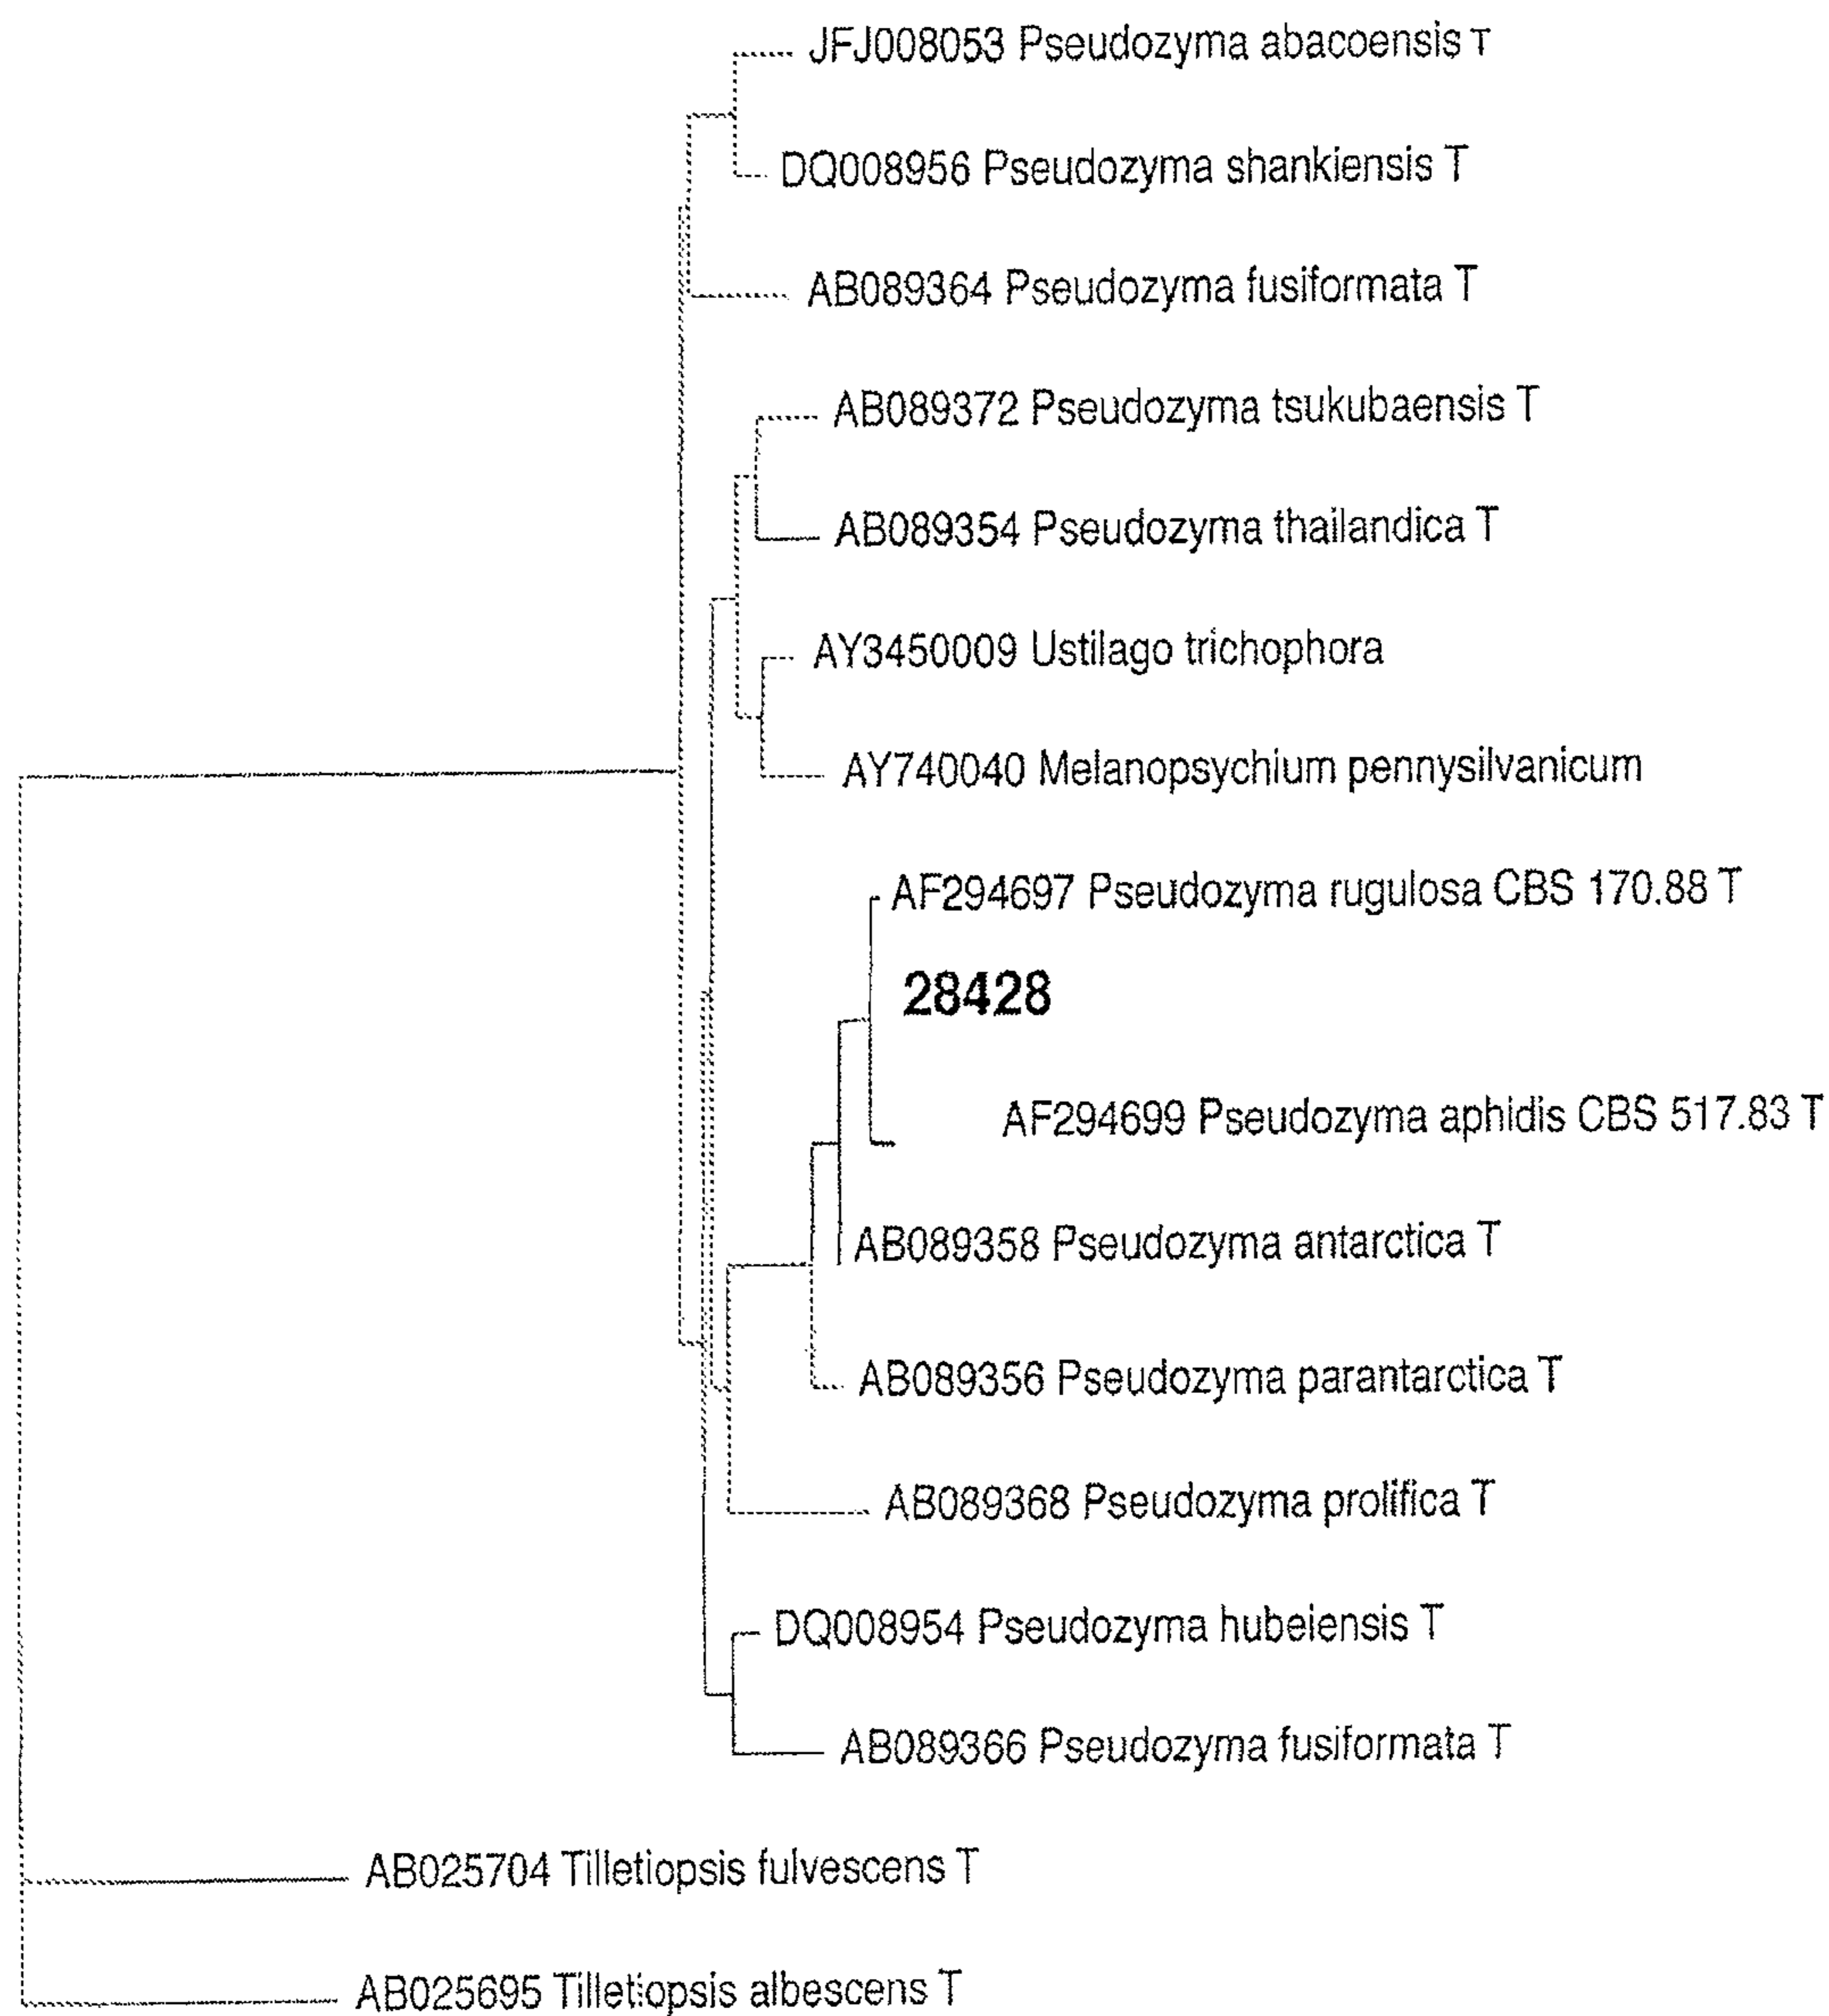 JFJ008053 Pseudozyma abacoensis T
DQ008956 Pseudozyma shankiensis T
AB089364 Pseudozyma fusiformata T
AB089372 Pseudozyma tsukubaensis T
AB089354 Pseudozyma thailandica T
AY3450009 Ustilago trichophora
AY740040 Melanopsychium pennysilvanicum
AF294697 Pseudozyma rugulosa CBS 170.88 T
28428
AF294699 Pseudozyma aphidis CBS 517.83 T
AB089358 Pseudozyma antarctica T
AB089356 Pseudozyma parantarctica T
AB089368 Pseudozyma prolifica T
DQ008954 Pseudozyma hubeiensis T
AB089366 Pseudozyma fusiformata T
AB025704 Tilletiopsis fulvescens T
AB025695 Tilletiopsis albescens T